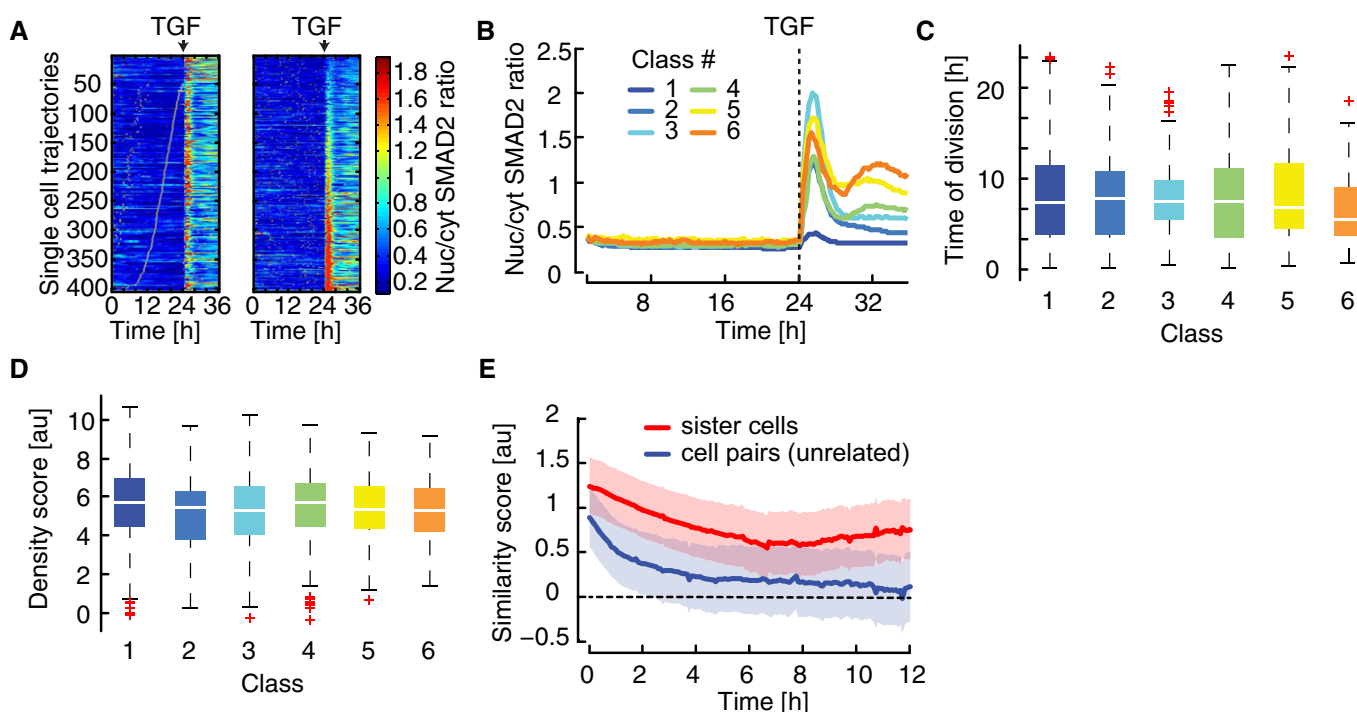 A
TGF
TGF
50
100
150
200
250
300
350
400
Single cell trajectories
0 12 24 36
0 12 24 36
Time [h]
Time [h]
1.8
1.6
1.4
1.2
1
0.8
0.6
0.4
0.2
Nuc/cyt SMAD2 ratio
B
TGF
2.5
2
1.5
1
0.5
0
Nuc/cyt SMAD2 ratio
Class #
1 4
2 5
3 6
8 16 24 32
Time [h]
C
20
10
0
Time of division [h]
1 2 3 4 5 6
Class
D
10
8
6
4
2
0
Density score [au]
1 2 3 4 5 6
Class
E
2
1.5
1
0.5
0
−0.5
Similarity score [au]
sister cells
cell pairs (unrelated)
0 2 4 6 8 10 12
Time [h]